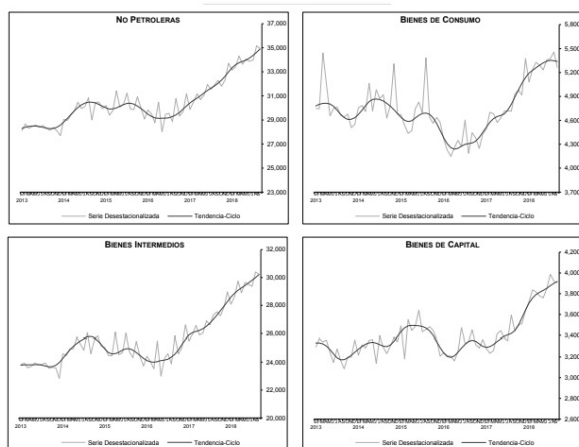 NO PETROLERAS
37,000
35,000
33,000
31,000
29,000
27,000
25,000
23,000
2013 2014 2015 2016 2017 2018
Serie Desestacionalizada Tendencia-Ciclo
BIENES DE CONSUMO
5,800
5,500
5,200
4,900
4,600
4,300
4,000
3,700
2013 2014 2015 2016 2017 2018
Serie Desestacionalizada Tendencia-Ciclo
BIENES INTERMEDIOS
32,000
30,000
28,000
26,000
24,000
22,000
20,000
2013 2014 2015 2016 2017 2018
Serie Desestacionalizada Tendencia-Ciclo
BIENES DE CAPITAL
4,200
4,000
3,800
3,600
3,400
3,200
3,000
2,800
2,600
2013 2014 2015 2016 2017 2018
Serie Desestacionalizada Tendencia-Ciclo